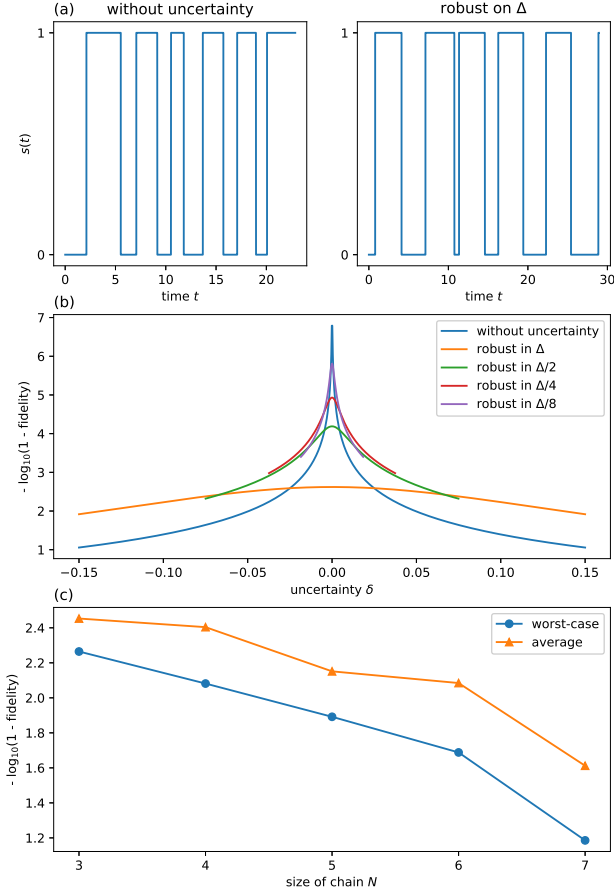 (a)
without uncertainty
robust on Δ
1
0
s(t)
0 5 10 15 20
time t
1
0
0 10 20 30
time t
(b)
7
6
5
4
3
2
1
- log10(1 - fidelity)
without uncertainty
robust in Δ
robust in Δ/2
robust in Δ/4
robust in Δ/8
−0.15 −0.10 −0.05 0.00 0.05 0.10 0.15
uncertainty δ
(c)
2.4
2.2
2.0
1.8
1.6
1.4
1.2
- log10(1 - fidelity)
worst-case
average
3 4 5 6 7
size of chain N